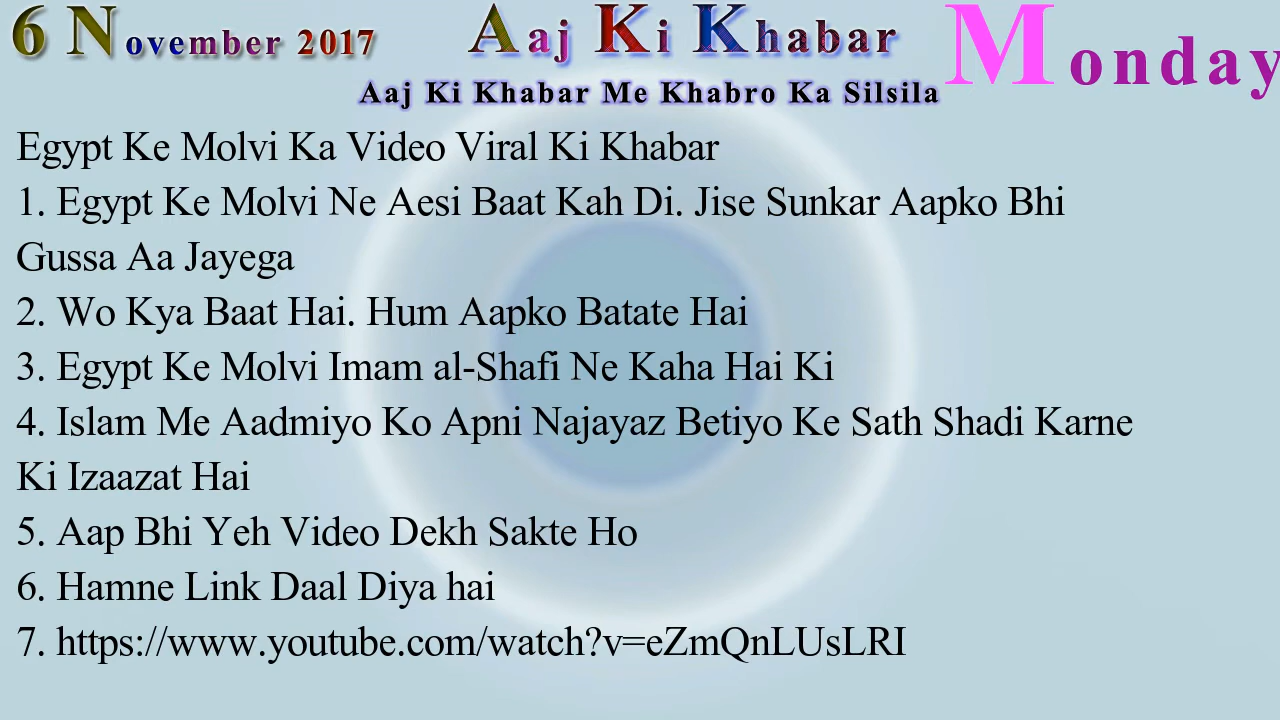 6 November 2017 Aaj Ki Khabar Monday
Aaj Ki Khabar Me Khabro Ka Silsila
Egypt Ke Molvi Ka Video Viral Ki Khabar
1. Egypt Ke Molvi Ne Aesi Baat Kah Di. Jise Sunkar Aapko Bhi
Gussa Aa Jayega
2. Wo Kya Baat Hai. Hum Aapko Batate Hai
3. Egypt Ke Molvi Imam al-Shafi Ne Kaha Hai Ki
4. Islam Me Aadmiyo Ko Apni Najayaz Betiyo Ke Sath Shadi Karne
Ki Izaazat Hai
5. Aap Bhi Yeh Video Dekh Sakte Ho
6. Hamne Link Daal Diya hai
7. https://www.youtube.com/watch?v=eZmQnLUsLRI